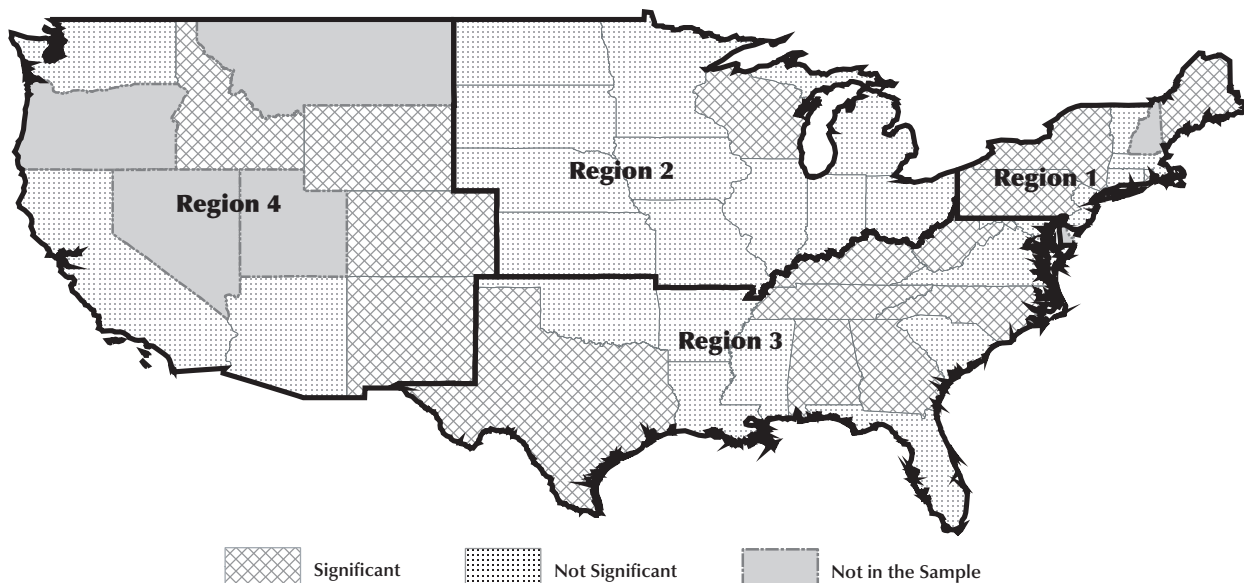 Region 2
Region 1
Region 4
Region 3
Significant
Not Significant
Not in the Sample